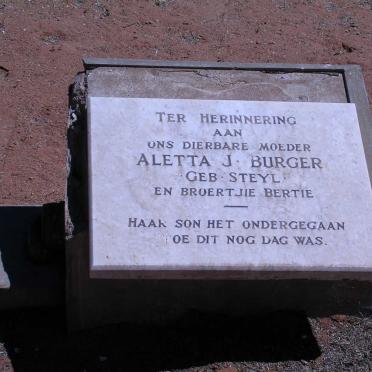 TER HERINNERING
AAN
ONS DIERBARE MOEDER
ALETTA J. BURGER
GEB. STEYL
EN BROERTJIE BERTIE
HAAR SON HET ONDERGEGAAN
TOE DIT NOG DAG WAS.